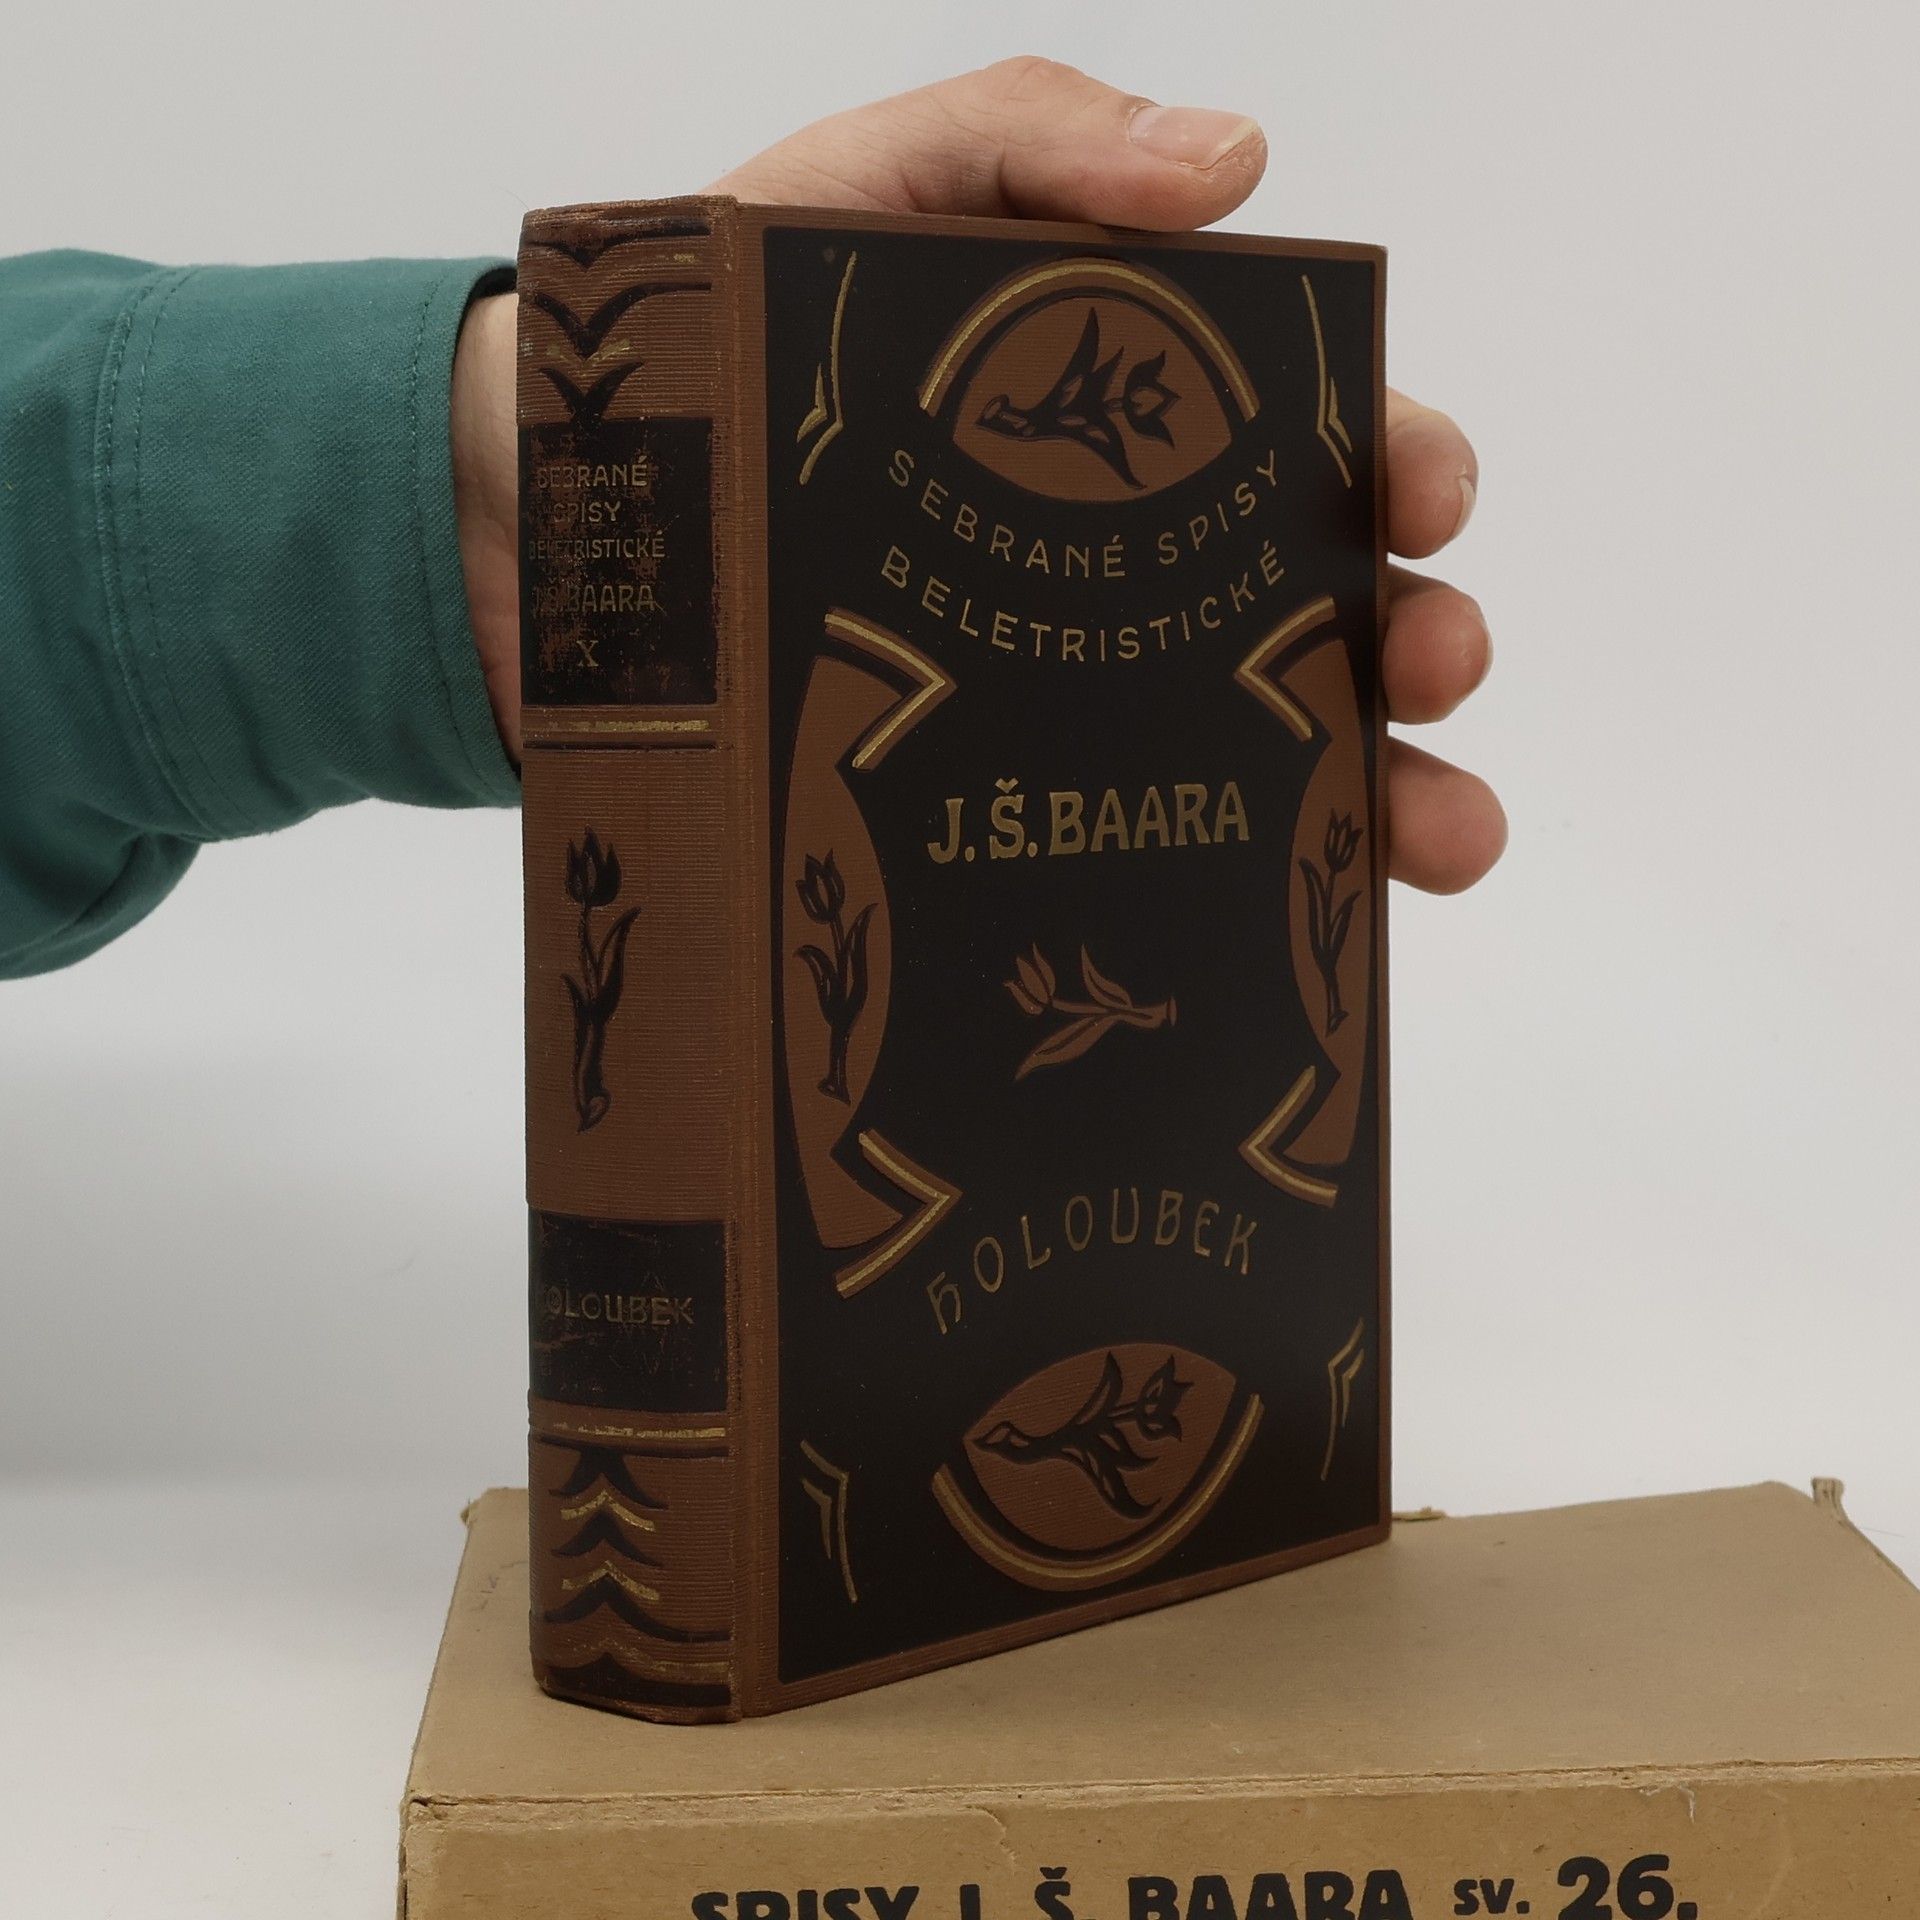 SEBRANÉ
SPISY
BELETRISTICKÉ
J.Š.BAARA
X
HOLOUBEK
SEBRANÉ SPISY
BELETRISTICKÉ
J. Š. BAARA
HOLOUBEK
SPISY J. Š. BAARA sv. 26.